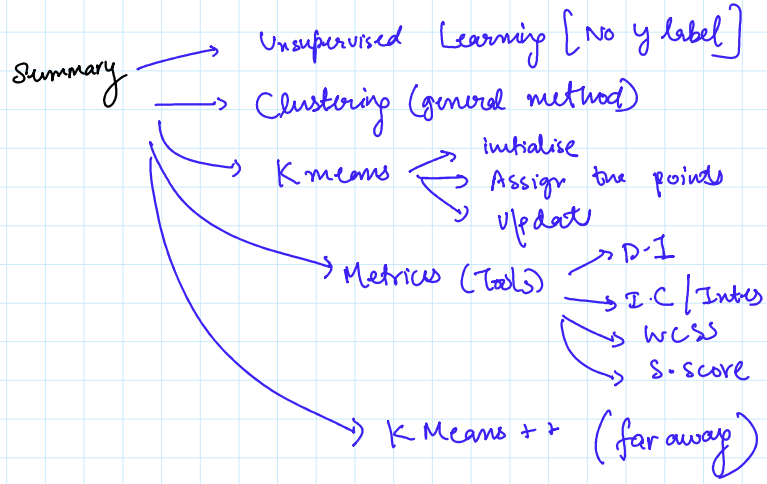 Summary
Unsupervised Learning [No y label]
Clustering (general method)
K means
initialise
Assign the points
Update
Metrices (Tools)
D-I
I.C / Inter
WCSS
S.score
K Means ++ (far away)